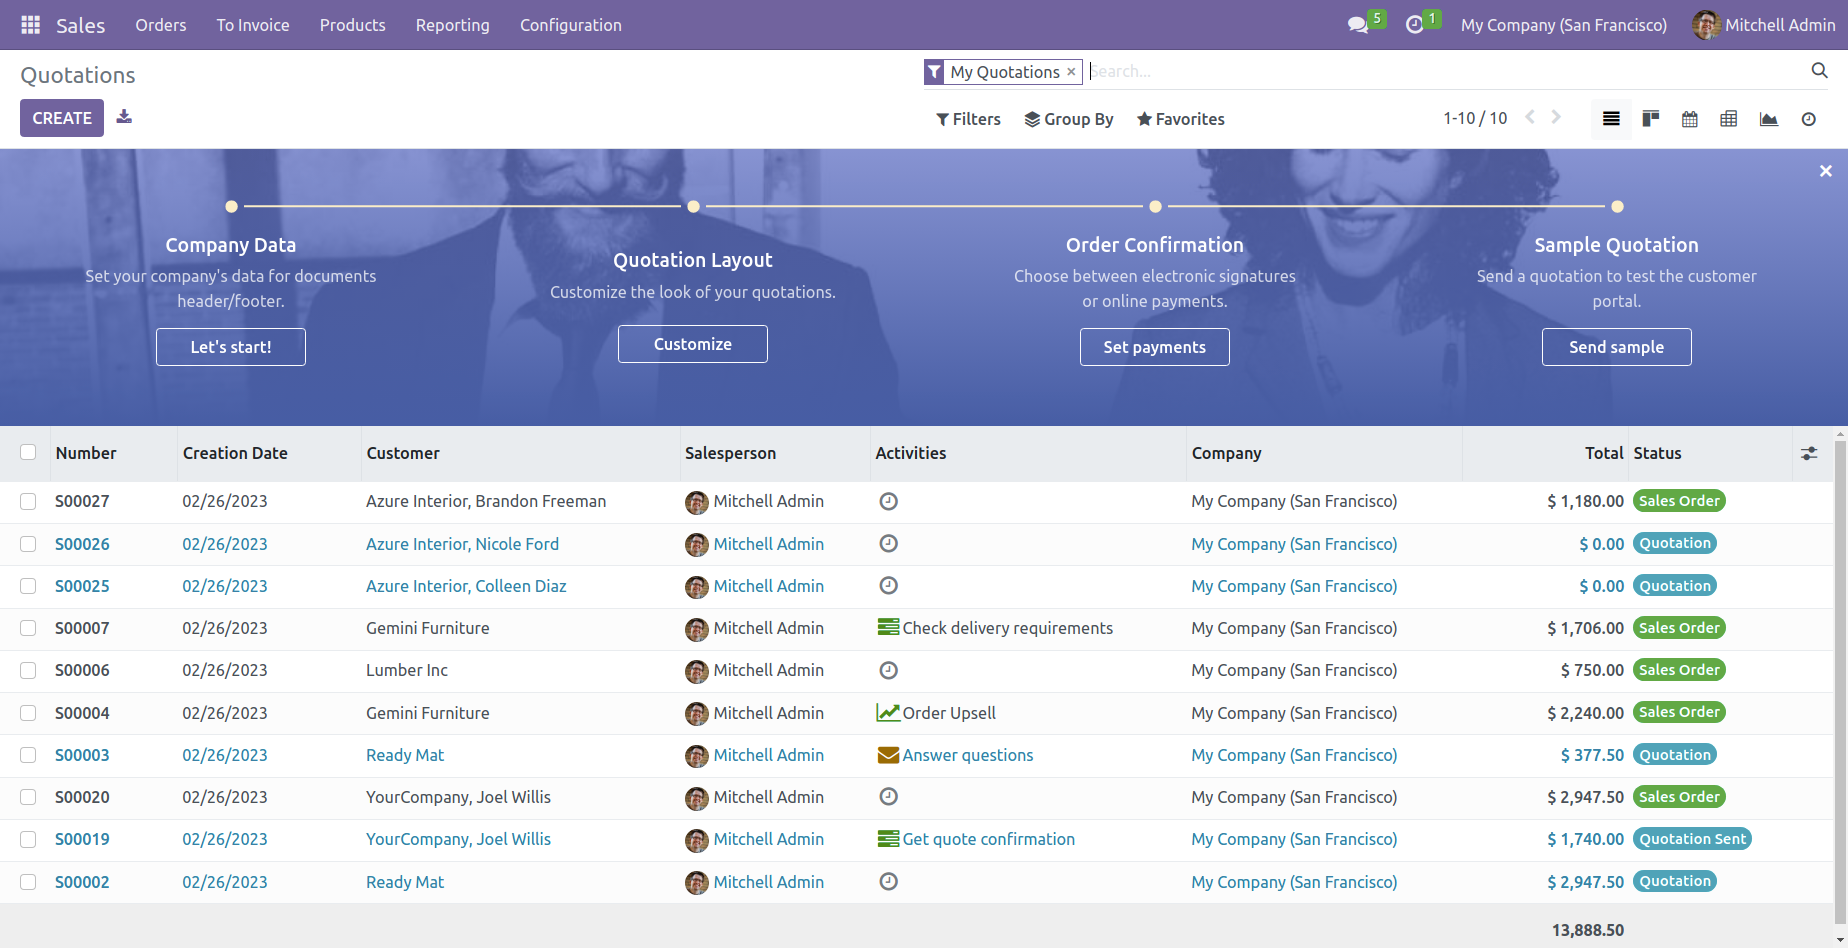 Sales Orders To Invoice Products Reporting Configuration 5 1 My Company (San Francisco) Mitchell Admin
Quotations
My Quotations × Search...
CREATE
Filters Group By Favorites 1-10 / 10
Company Data
Set your company's data for documents
header/footer.
Let's start!
Quotation Layout
Customize the look of your quotations.
Customize
Order Confirmation
Choose between electronic signatures
or online payments.
Set payments
Sample Quotation
Send a quotation to test the customer
portal.
Send sample
Number Creation Date Customer Salesperson Activities Company Total Status
S00027 02/26/2023 Azure Interior, Brandon Freeman Mitchell Admin My Company (San Francisco) $ 1,180.00 Sales Order
S00026 02/26/2023 Azure Interior, Nicole Ford Mitchell Admin My Company (San Francisco) $ 0.00 Quotation
S00025 02/26/2023 Azure Interior, Colleen Diaz Mitchell Admin My Company (San Francisco) $ 0.00 Quotation
S00007 02/26/2023 Gemini Furniture Mitchell Admin Check delivery requirements My Company (San Francisco) $ 1,706.00 Sales Order
S00006 02/26/2023 Lumber Inc Mitchell Admin My Company (San Francisco) $ 750.00 Sales Order
S00004 02/26/2023 Gemini Furniture Mitchell Admin Order Upsell My Company (San Francisco) $ 2,240.00 Sales Order
S00003 02/26/2023 Ready Mat Mitchell Admin Answer questions My Company (San Francisco) $ 377.50 Quotation
S00020 02/26/2023 YourCompany, Joel Willis Mitchell Admin My Company (San Francisco) $ 2,947.50 Sales Order
S00019 02/26/2023 YourCompany, Joel Willis Mitchell Admin Get quote confirmation My Company (San Francisco) $ 1,740.00 Quotation Sent
S00002 02/26/2023 Ready Mat Mitchell Admin My Company (San Francisco) $ 2,947.50 Quotation
13,888.50